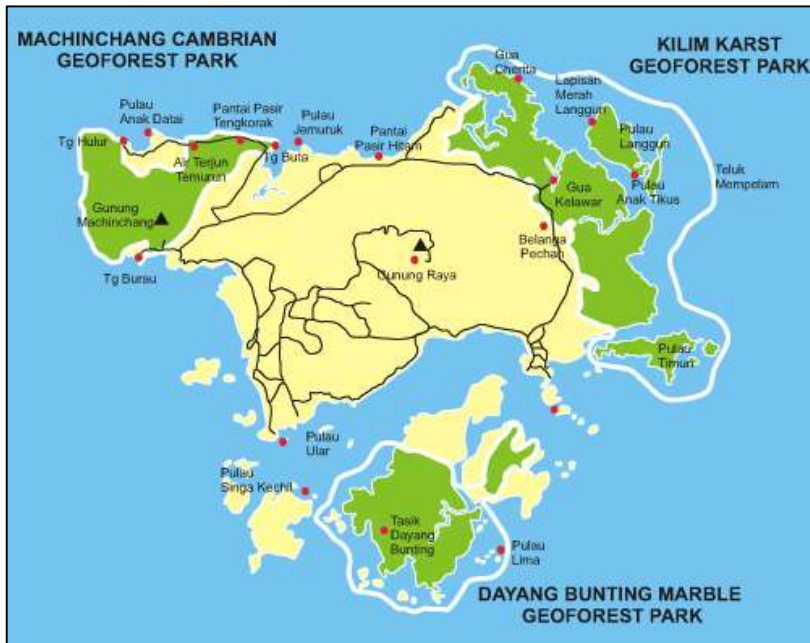 MACHINCHANG CAMBRIAN
GEOFOREST PARK
KILIM KARST
GEOFOREST PARK
Gua
Cherita
Lapisan
Merah
Langgun
Pulau
Anak Datai
Pantai Pasir
Tengkorak
Pulau
Jemuruk
Tg Hulur
Air Terjun
Temurun
Tg Buta
Pantai
Pasir Hitam
Pulau
Langgun
Teluk
Mempelam
Pulau
Anak Tikus
Gua
Kelawar
Gunung
Machinchang
Belanga
Pechah
Tg Burau
Gunung Raya
Pulau
Timun
Pulau
Ular
Pulau
Singa Kechil
Tasik
Dayang
Bunting
Pulau
Lima
DAYANG BUNTING MARBLE
GEOFOREST PARK